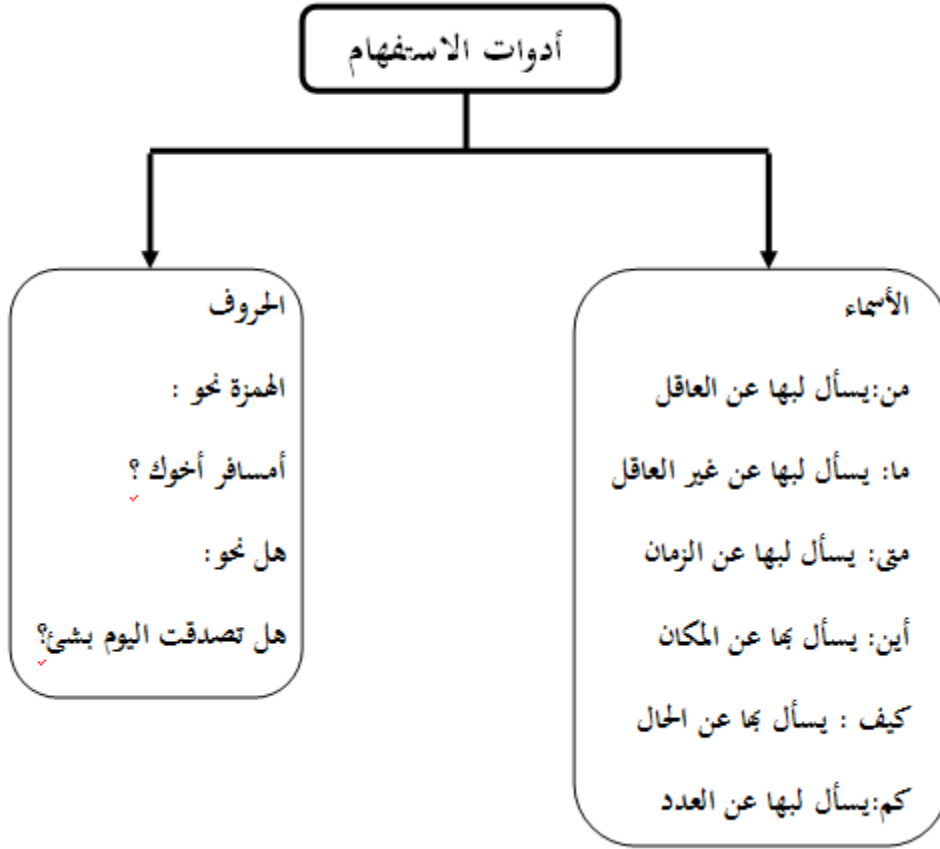 أدوات الاستفهام
الأسماء
من:يسأل لبها عن العاقل
ما: يسأل لبها عن غير العاقل
متى: يسأل لبها عن الزمان
أين: يسأل بها عن المكان
كيف : يسأل بها عن الحال
كم:يسأل لبها عن العدد
الحروف
الهمزة نحو :
أمسافر أخوك ؟
هل نحو:
هل تصدقت اليوم بشئ؟